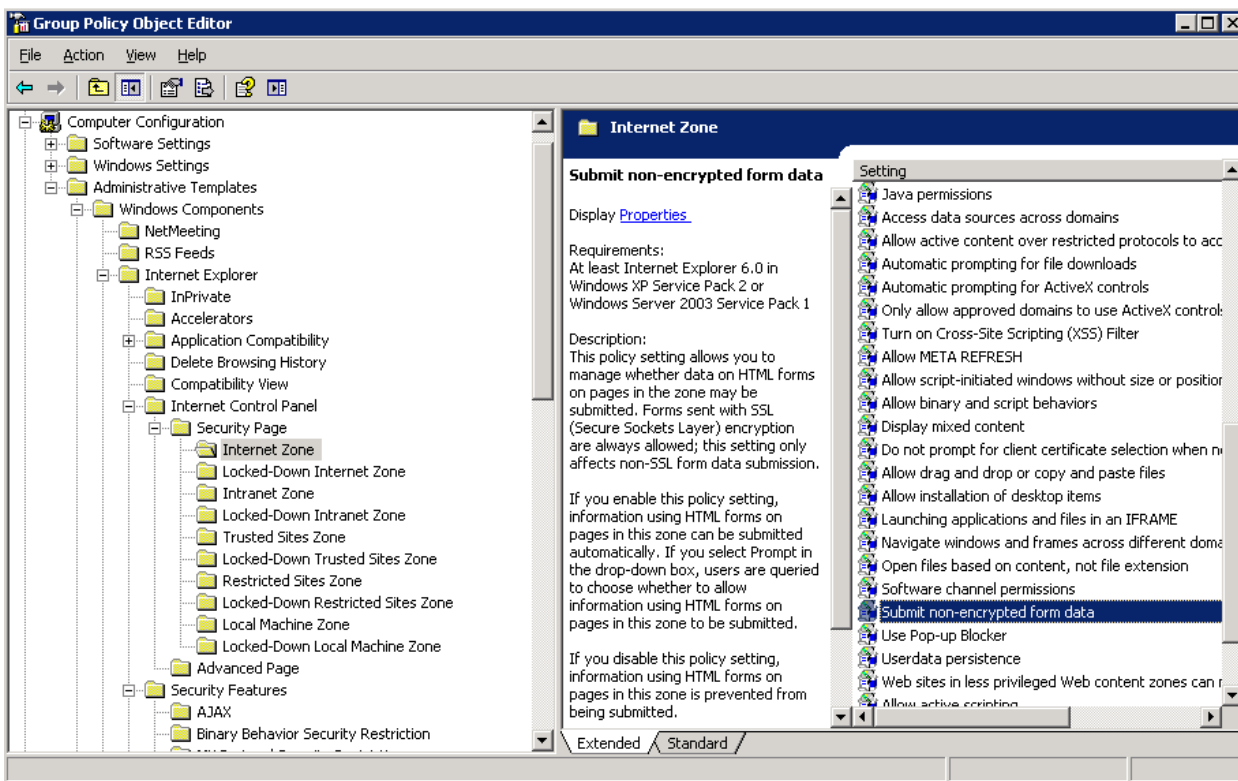 Group Policy Object Editor
File Action View Help
Computer Configuration
Software Settings
Windows Settings
Administrative Templates
Windows Components
NetMeeting
RSS Feeds
Internet Explorer
InPrivate
Accelerators
Application Compatibility
Delete Browsing History
Compatibility View
Internet Control Panel
Security Page
Internet Zone
Locked-Down Internet Zone
Intranet Zone
Locked-Down Intranet Zone
Trusted Sites Zone
Locked-Down Trusted Sites Zone
Restricted Sites Zone
Locked-Down Restricted Sites Zone
Local Machine Zone
Locked-Down Local Machine Zone
Advanced Page
Security Features
AJAX
Binary Behavior Security Restriction
Internet Zone
Submit non-encrypted form data
Display Properties
Requirements:
At least Internet Explorer 6.0 in
Windows XP Service Pack 2 or
Windows Server 2003 Service Pack 1
Description:
This policy setting allows you to
manage whether data on HTML forms
on pages in the zone may be
submitted. Forms sent with SSL
(Secure Sockets Layer) encryption
are always allowed; this setting only
affects non-SSL form data submission.
If you enable this policy setting,
information using HTML forms on
pages in this zone can be submitted
automatically. If you select Prompt in
the drop-down box, users are queried
to choose whether to allow
information using HTML forms on
pages in this zone to be submitted.
If you disable this policy setting,
information using HTML forms on
pages in this zone is prevented from
being submitted.
Setting
Java permissions
Access data sources across domains
Allow active content over restricted protocols to acc
Automatic prompting for file downloads
Automatic prompting for ActiveX controls
Only allow approved domains to use ActiveX control
Turn on Cross-Site Scripting (XSS) Filter
Allow META REFRESH
Allow script-initiated windows without size or position
Allow binary and script behaviors
Display mixed content
Do not prompt for client certificate selection when n
Allow drag and drop or copy and paste files
Allow installation of desktop items
Launching applications and files in an IFRAME
Navigate windows and frames across different doma
Open files based on content, not file extension
Software channel permissions
Submit non-encrypted form data
Use Pop-up Blocker
Userdata persistence
Web sites in less privileged Web content zones can
Allow active scripting
Extended Standard